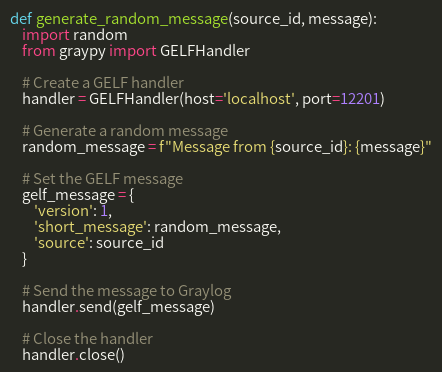 def generate_random_message(source_id, message):
    import random
    from graypy import GELFHandler

    # Create a GELF handler
    handler = GELFHandler(host='localhost', port=12201)

    # Generate a random message
    random_message = f"Message from {source_id}: {message}"

    # Set the GELF message
    gelf_message = {
        'version': 1,
        'short_message': random_message,
        'source': source_id
    }

    # Send the message to Graylog
    handler.send(gelf_message)

    # Close the handler
    handler.close()